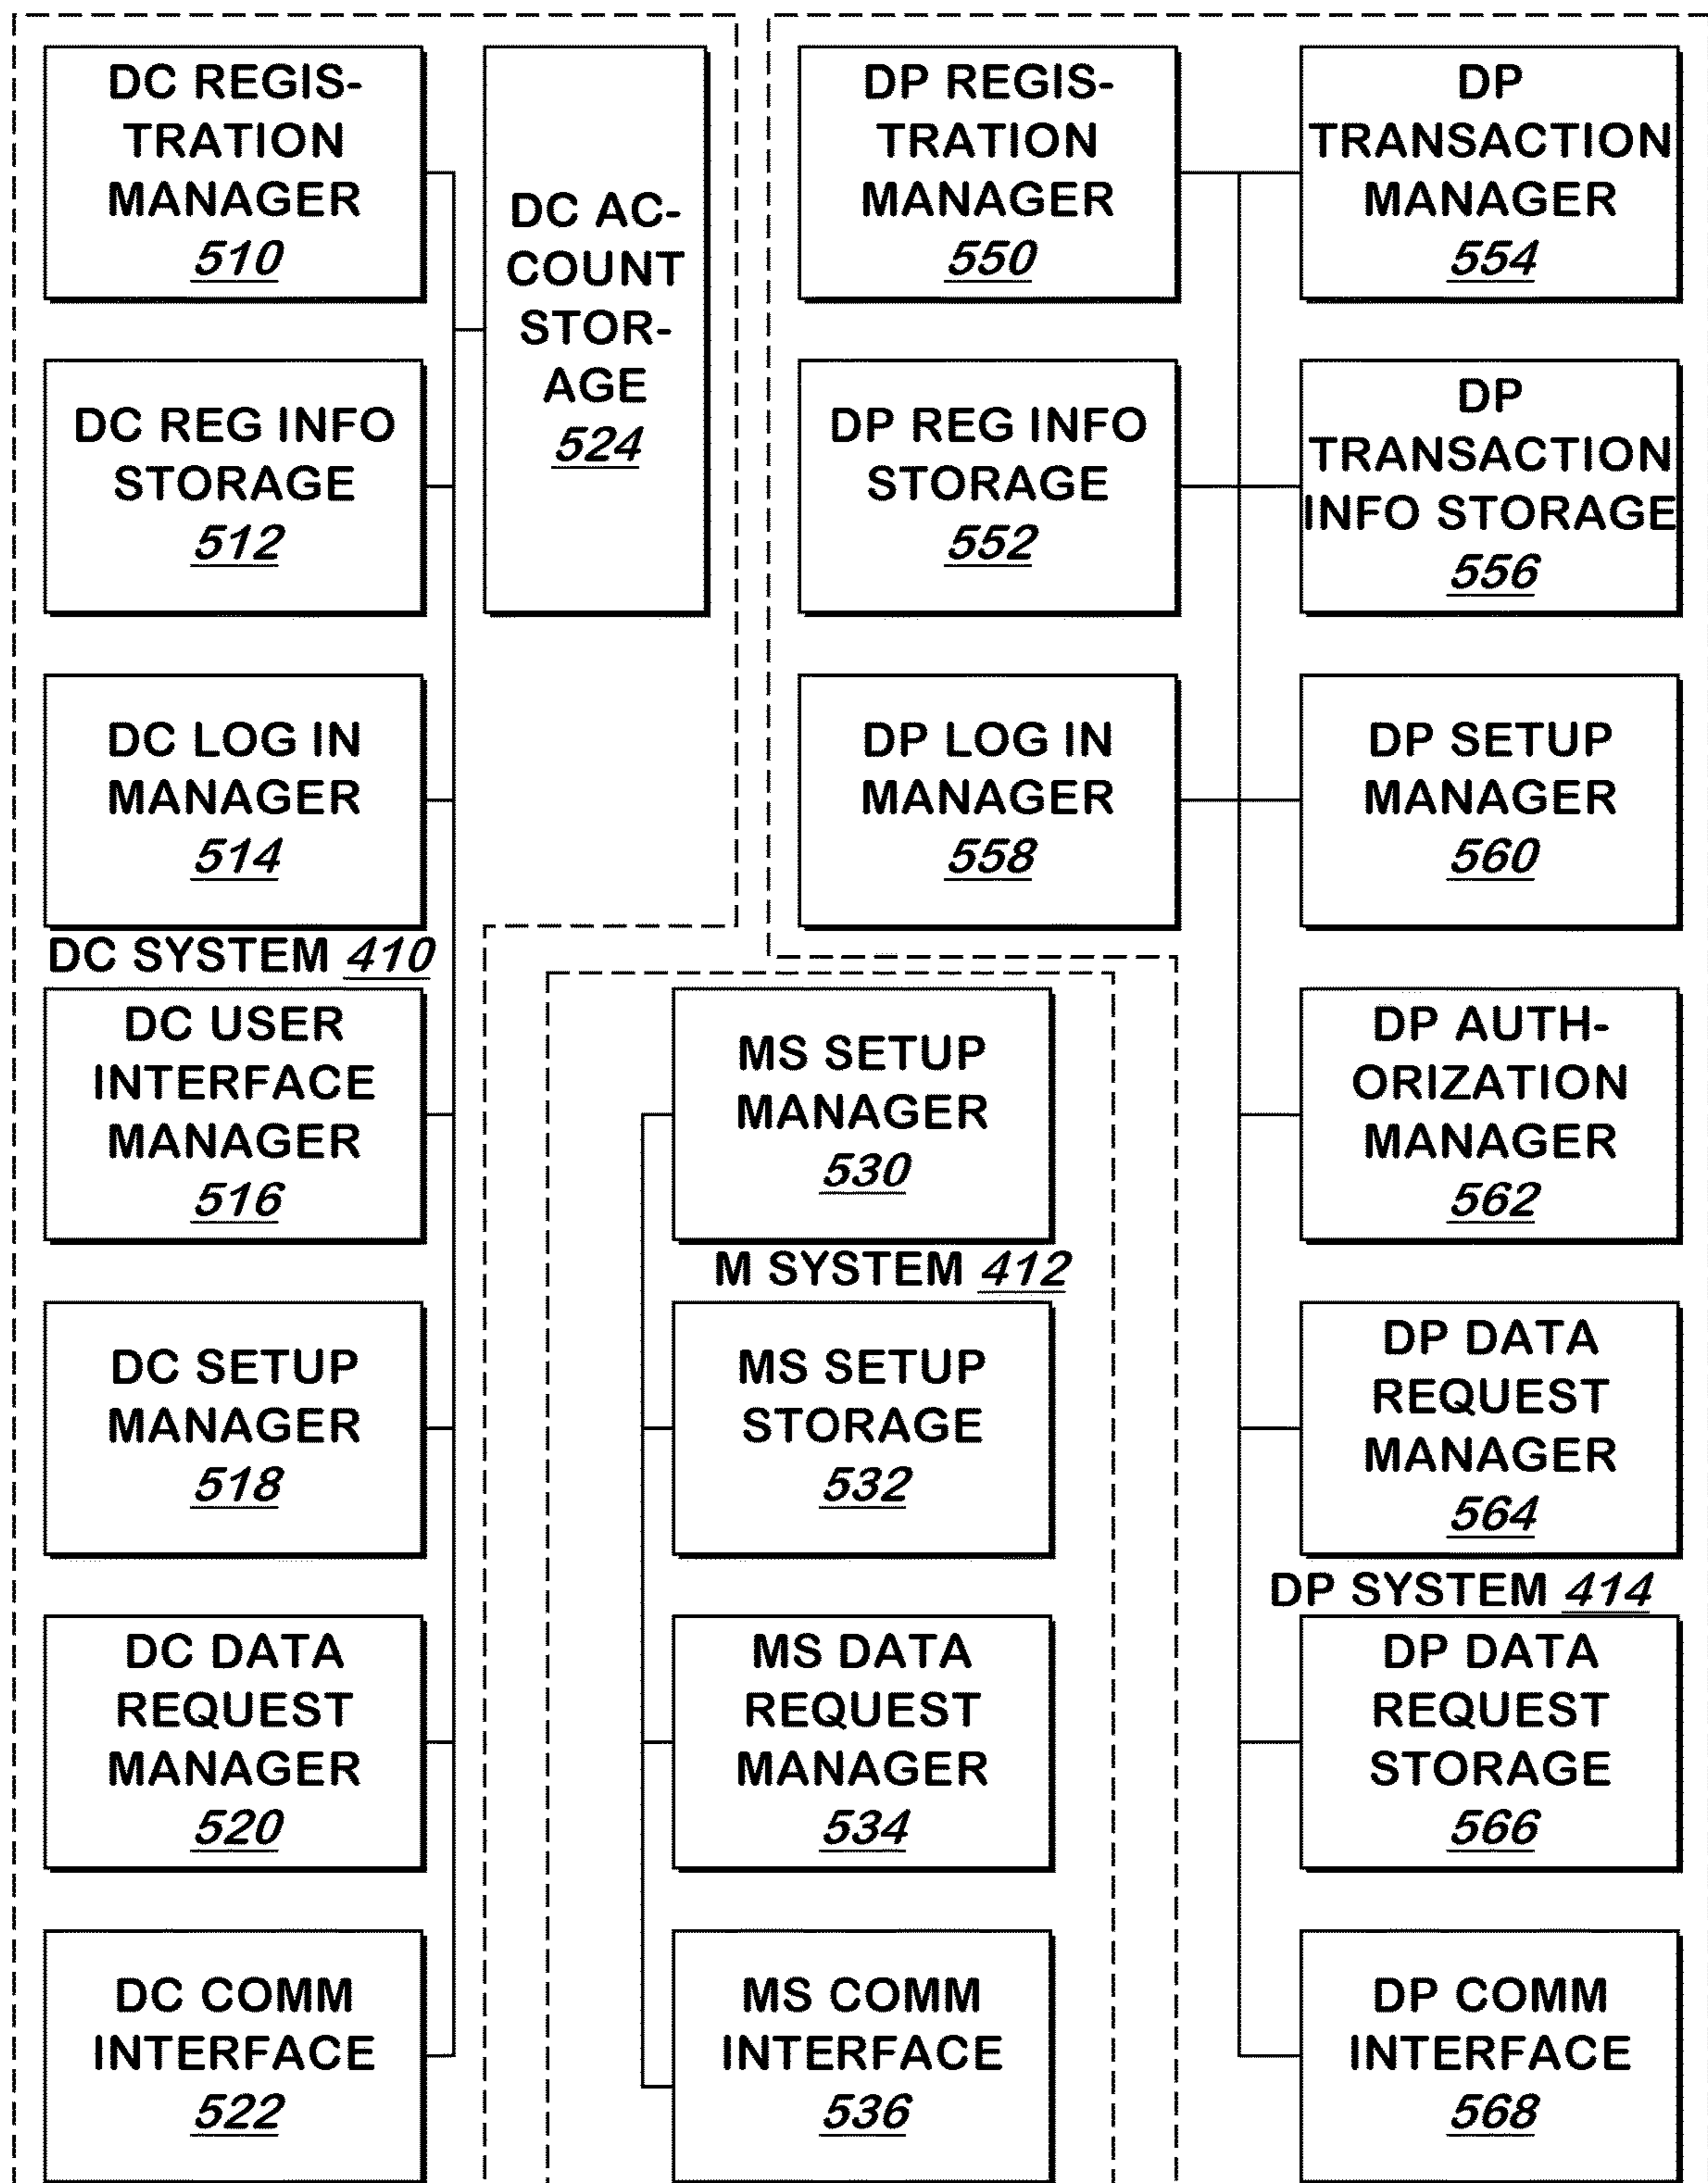 DC REGIS-
TRATION
MANAGER
510
DC REG INFO
STORAGE
512
DC LOG IN
MANAGER
514
DC SYSTEM 410
DC USER
INTERFACE
MANAGER
516
DC SETUP
MANAGER
518
DC DATA
REQUEST
MANAGER
520
DC COMM
INTERFACE
522
DC AC-
COUNT
STOR-
AGE
524
MS SETUP
MANAGER
530
M SYSTEM 412
MS SETUP
STORAGE
532
MS DATA
REQUEST
MANAGER
534
MS COMM
INTERFACE
536
DP REGIS-
TRATION
MANAGER
550
DP REG INFO
STORAGE
552
DP LOG IN
MANAGER
558
DP
TRANSACTION
MANAGER
554
DP
TRANSACTION
INFO STORAGE
556
DP SETUP
MANAGER
560
DP AUTH-
ORIZATION
MANAGER
562
DP DATA
REQUEST
MANAGER
564
DP SYSTEM 414
DP DATA
REQUEST
STORAGE
566
DP COMM
INTERFACE
568